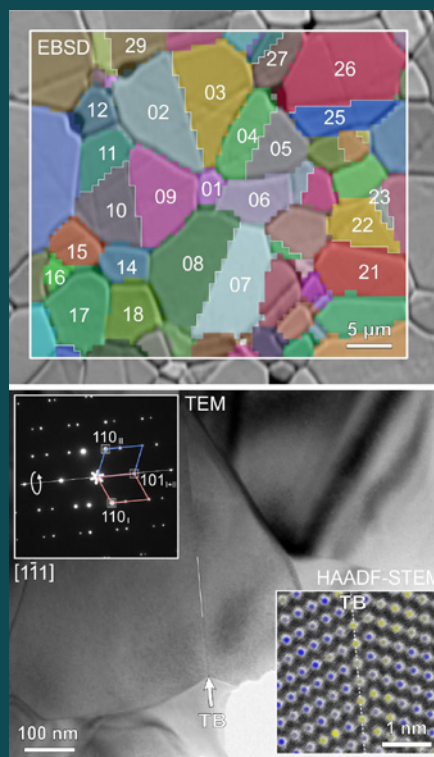 EBSD
29
27
26
03
02
12
25
04
05
11
01
23
09
06
10
22
15
14
08
21
16
07
17
18
5 µm
TEM
110II
101I+II
110I
[11̄1]
HAADF-STEM
TB
TB
100 nm
1 nm